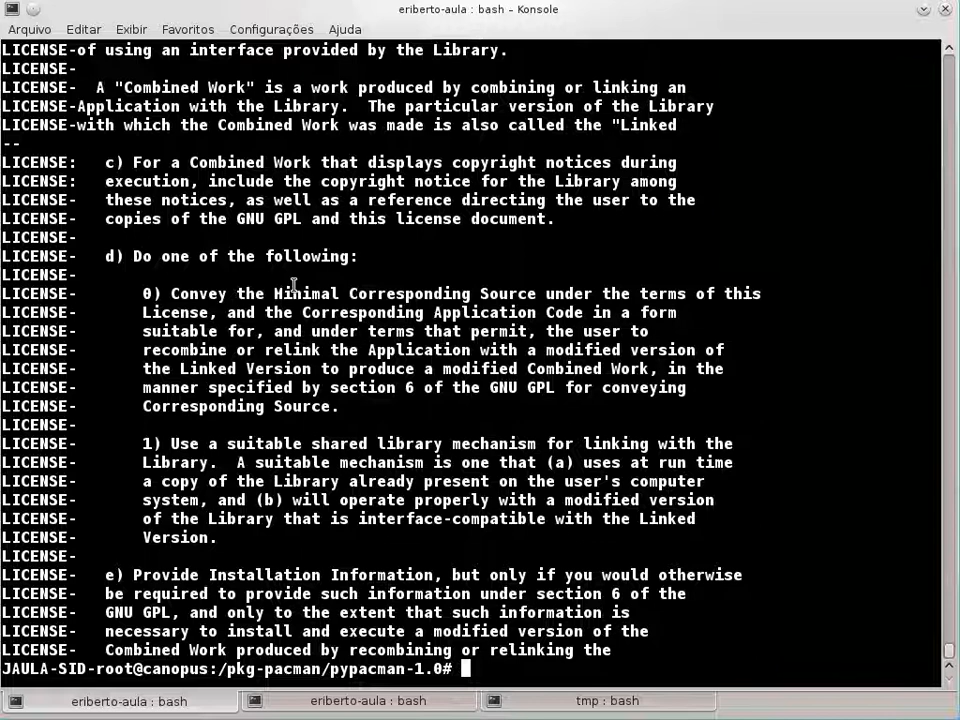 eriberto-aula : bash – Konsole
Arquivo Editar Exibir Favoritos Configurações Ajuda
LICENSE-of using an interface provided by the Library.
LICENSE-
LICENSE-  A "Combined Work" is a work produced by combining or linking an
LICENSE-Application with the Library.  The particular version of the Library
LICENSE-with which the Combined Work was made is also called the "Linked
--
LICENSE:   c) For a Combined Work that displays copyright notices during
LICENSE:   execution, include the copyright notice for the Library among
LICENSE-   these notices, as well as a reference directing the user to the
LICENSE-   copies of the GNU GPL and this license document.
LICENSE-
LICENSE-   d) Do one of the following:
LICENSE-
LICENSE-       0) Convey the Minimal Corresponding Source under the terms of this
LICENSE-       License, and the Corresponding Application Code in a form
LICENSE-       suitable for, and under terms that permit, the user to
LICENSE-       recombine or relink the Application with a modified version of
LICENSE-       the Linked Version to produce a modified Combined Work, in the
LICENSE-       manner specified by section 6 of the GNU GPL for conveying
LICENSE-       Corresponding Source.
LICENSE-
LICENSE-       1) Use a suitable shared library mechanism for linking with the
LICENSE-       Library.  A suitable mechanism is one that (a) uses at run time
LICENSE-       a copy of the Library already present on the user's computer
LICENSE-       system, and (b) will operate properly with a modified version
LICENSE-       of the Library that is interface-compatible with the Linked
LICENSE-       Version.
LICENSE-
LICENSE-   e) Provide Installation Information, but only if you would otherwise
LICENSE-   be required to provide such information under section 6 of the
LICENSE-   GNU GPL, and only to the extent that such information is
LICENSE-   necessary to install and execute a modified version of the
LICENSE-   Combined Work produced by recombining or relinking the
JAULA-SID-root@canopus:/pkg-pacman/pypacman-1.0#
eriberto-aula : bash eriberto-aula : bash tmp : bash